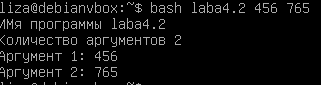 liza@debianvbox:~$ bash laba4.2 456 765
ИМя программы laba4.2
Количество аргументов 2
Аргумент 1: 456
Аргумент 2: 765
liza@debianvbox:~$